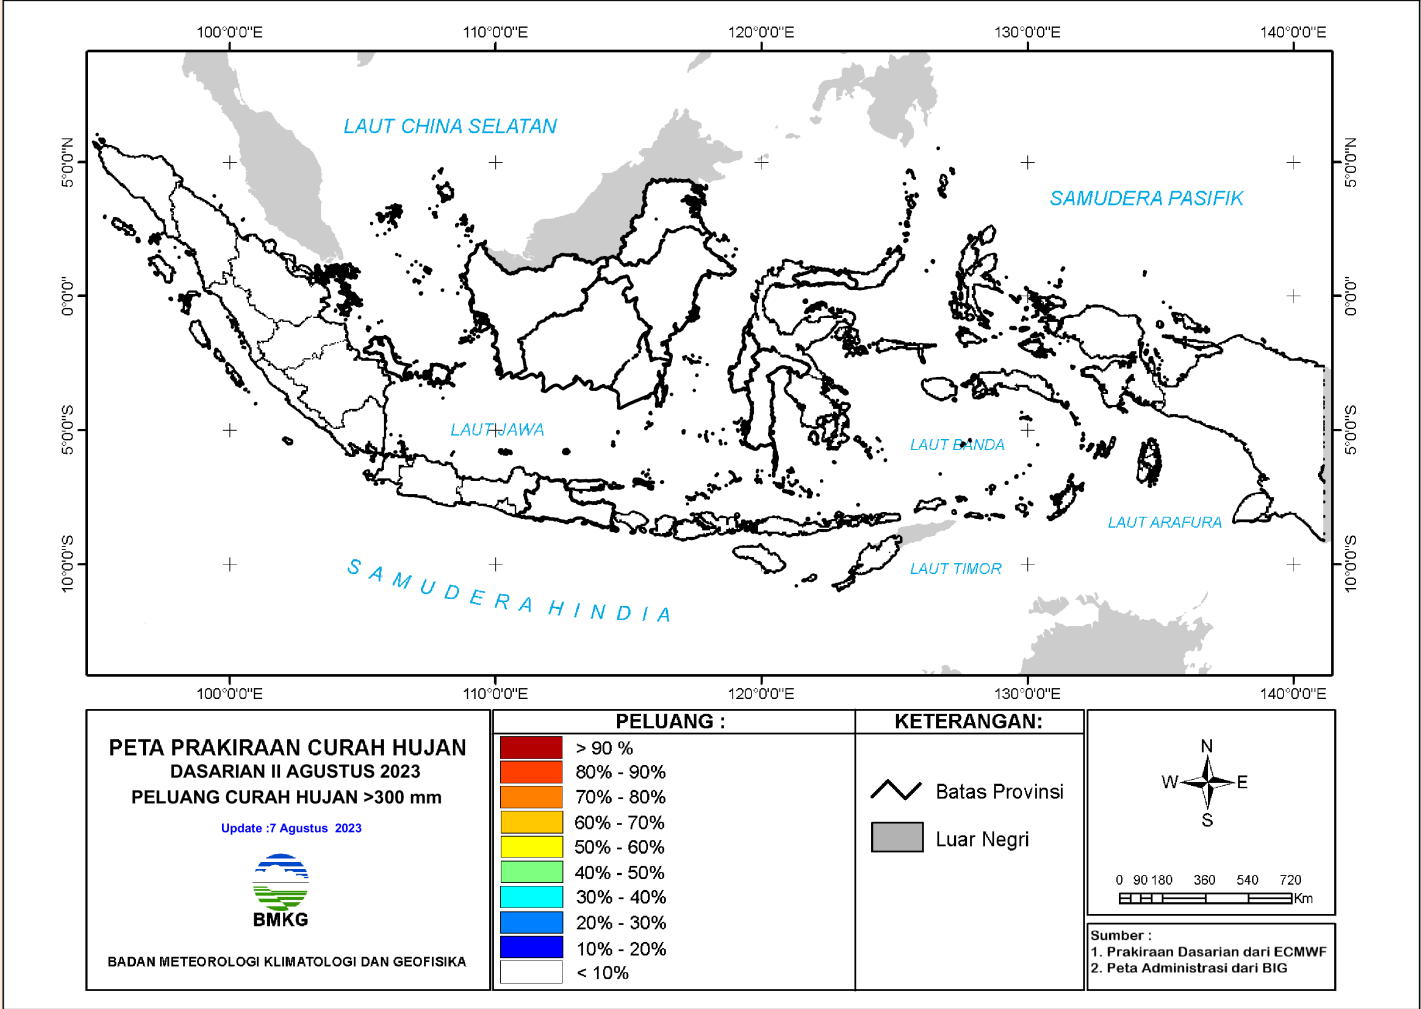 100°0'0"E 110°0'0"E 120°0'0"E 130°0'0"E 140°0'0"E
LAUT CHINA SELATAN
5°0'0"N 5°0'0"N
SAMUDERA PASIFIK
0°0'0" 0°0'0"
5°0'0"S 5°0'0"S
LAUT JAWA
LAUT BANDA
LAUT ARAFURA
10°0'0"S 10°0'0"S
LAUT TIMOR
SAMUDERA HINDIA
100°0'0"E 110°0'0"E 120°0'0"E 130°0'0"E 140°0'0"E
PETA PRAKIRAAN CURAH HUJAN
DASARIAN II AGUSTUS 2023
PELUANG CURAH HUJAN >300 mm
Update :7 Agustus 2023
BMKG
BADAN METEOROLOGI KLIMATOLOGI DAN GEOFISIKA
PELUANG :
> 90 %
80% - 90%
70% - 80%
60% - 70%
50% - 60%
40% - 50%
30% - 40%
20% - 30%
10% - 20%
< 10%
KETERANGAN:
Batas Provinsi
Luar Negri
N
W E
S
0 90 180 360 540 720
Km
Sumber :
1. Prakiraan Dasarian dari ECMWF
2. Peta Administrasi dari BIG